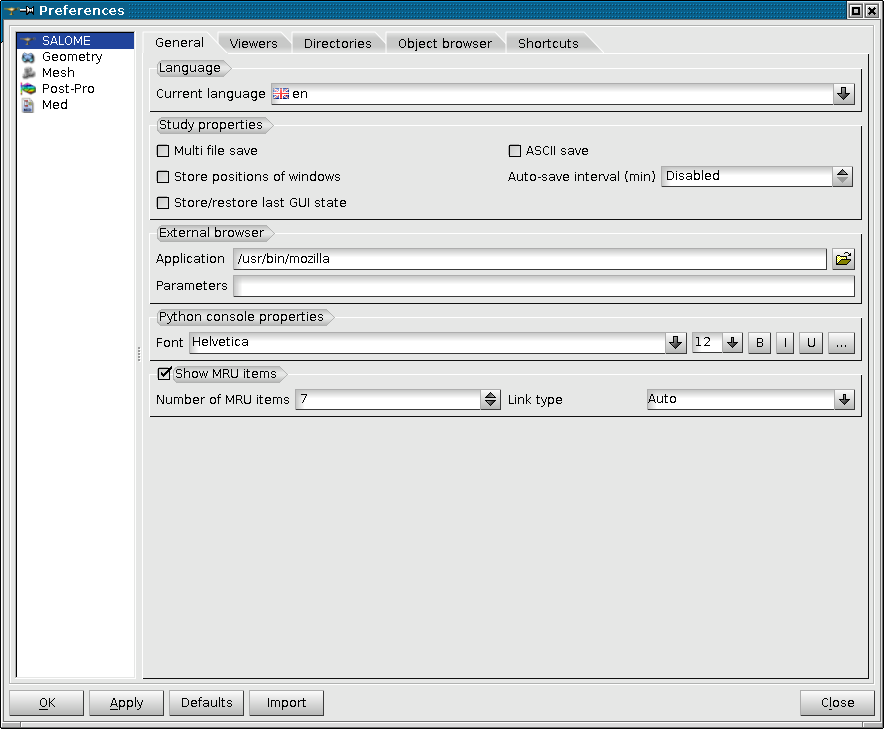 Preferences
SALOME
Geometry
Mesh
Post-Pro
Med
General Viewers Directories Object browser Shortcuts
Language
Current language en
Study properties
Multi file save ASCII save
Store positions of windows Auto-save interval (min) Disabled
Store/restore last GUI state
External browser
Application /usr/bin/mozilla
Parameters
Python console properties
Font Helvetica 12 B I U ...
Show MRU items
Number of MRU items 7 Link type Auto
OK Apply Defaults Import Close